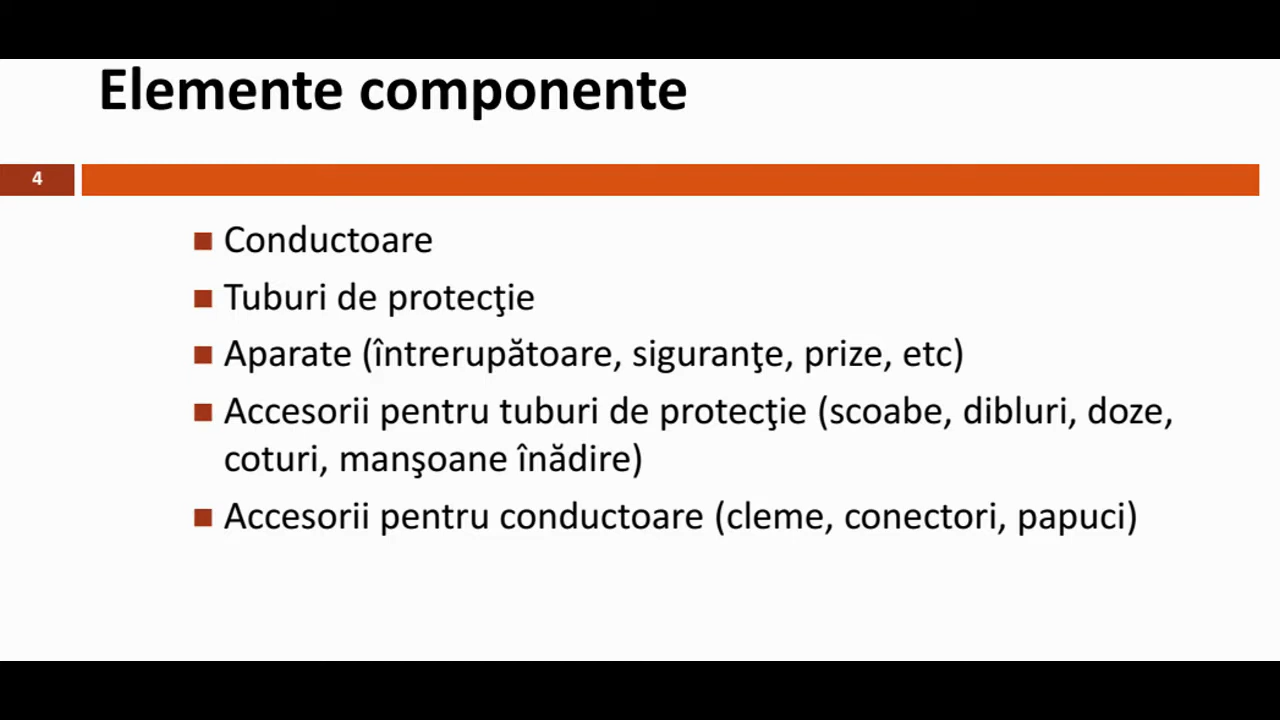 Elemente componente
4
Conductoare
Tuburi de protecţie
Aparate (întrerupătoare, siguranţe, prize, etc)
Accesorii pentru tuburi de protecţie (scoabe, dibluri, doze,
coturi, manşoane înădire)
Accesorii pentru conductoare (cleme, conectori, papuci)